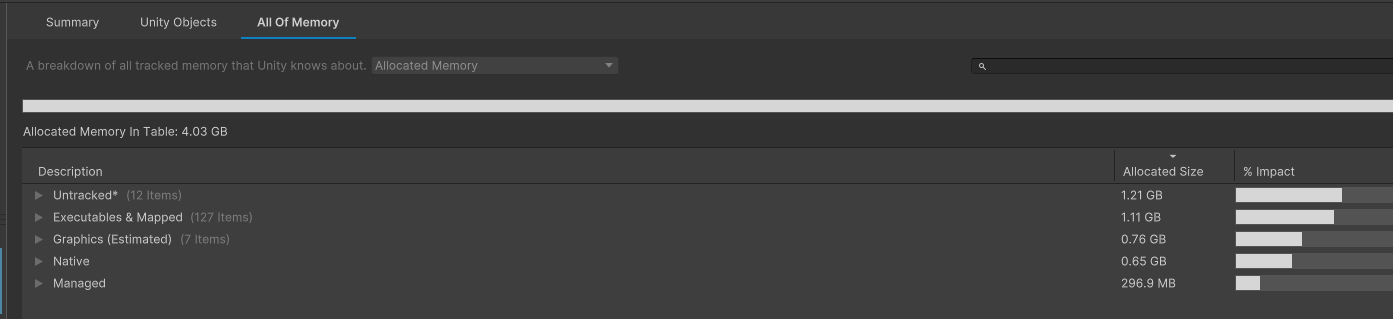 Summary Unity Objects All Of Memory
A breakdown of all tracked memory that Unity knows about. Allocated Memory
Allocated Memory In Table: 4.03 GB
Description Allocated Size % Impact
Untracked* (12 Items) 1.21 GB
Executables & Mapped (127 Items) 1.11 GB
Graphics (Estimated) (7 Items) 0.76 GB
Native 0.65 GB
Managed 296.9 MB